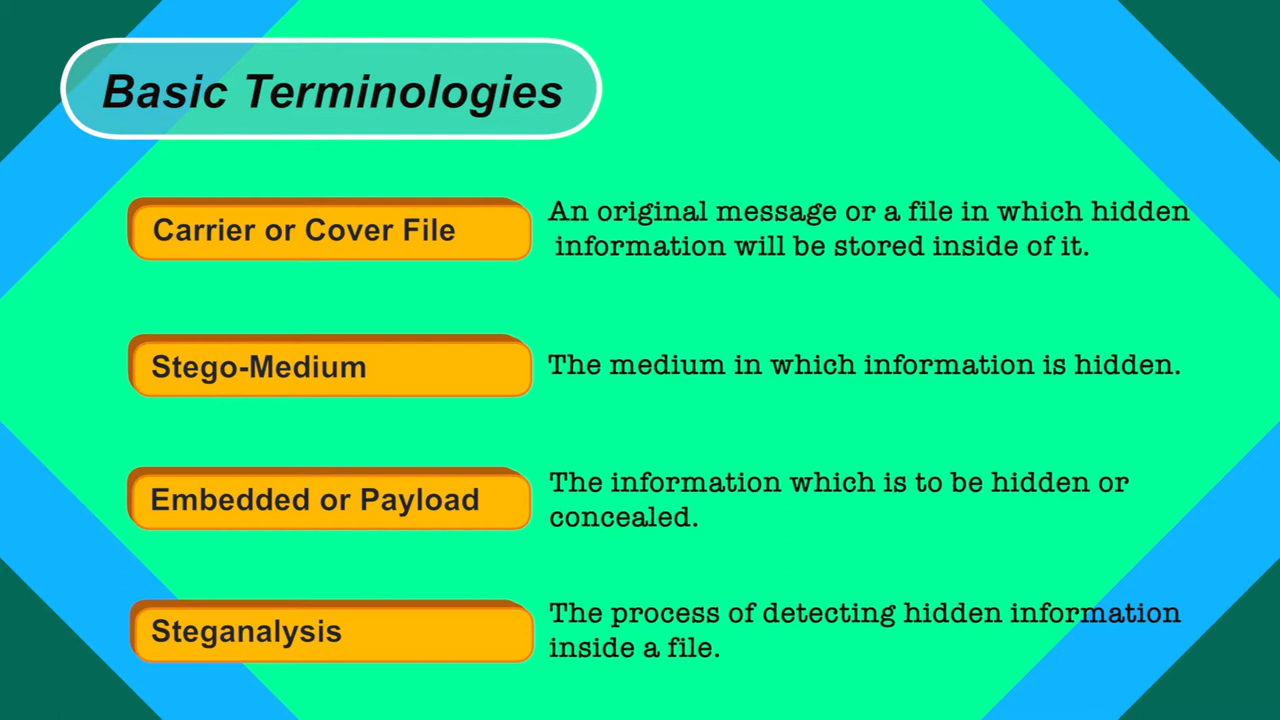 Basic Terminologies
Carrier or Cover File
An original message or a file in which hidden
information will be stored inside of it.
Stego-Medium
The medium in which information is hidden.
Embedded or Payload
The information which is to be hidden or
concealed.
Steganalysis
The process of detecting hidden information
inside a file.